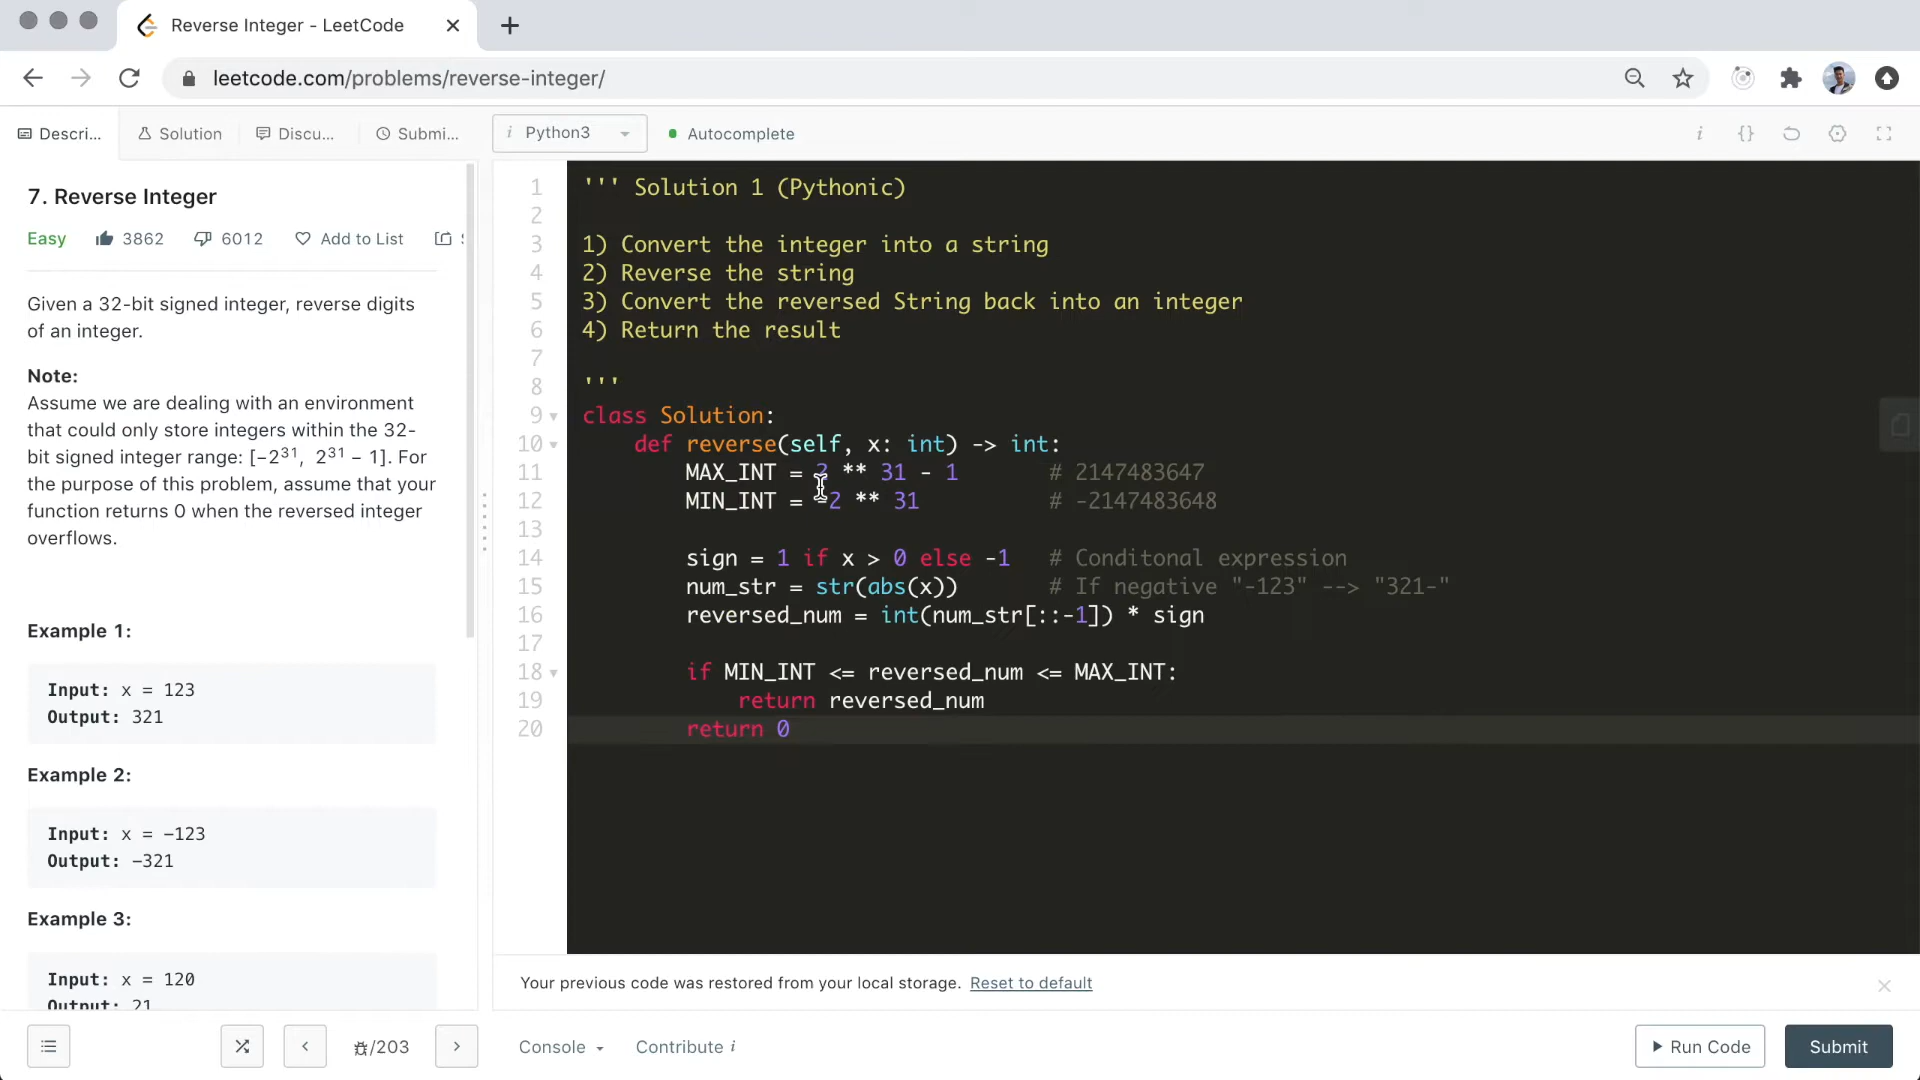 Reverse Integer - LeetCode
leetcode.com/problems/reverse-integer/
Descri...
Solution
Discu...
Submi...
i Python3
Autocomplete
i {}
7. Reverse Integer
Easy 3862 6012 Add to List
Given a 32-bit signed integer, reverse digits
of an integer.
Note:
Assume we are dealing with an environment
that could only store integers within the 32-
bit signed integer range: [−2³¹, 2³¹ − 1]. For
the purpose of this problem, assume that your
function returns 0 when the reversed integer
overflows.
Example 1:
Input: x = 123
Output: 321
Example 2:
Input: x = -123
Output: -321
Example 3:
Input: x = 120
Output: 21
1 ''' Solution 1 (Pythonic)
2
3 1) Convert the integer into a string
4 2) Reverse the string
5 3) Convert the reversed String back into an integer
6 4) Return the result
7
8 '''
9 class Solution:
10 def reverse(self, x: int) -> int:
11 MAX_INT = 2 ** 31 - 1 # 2147483647
12 MIN_INT = -2 ** 31 # -2147483648
13
14 sign = 1 if x > 0 else -1 # Conditonal expression
15 num_str = str(abs(x)) # If negative "-123" --> "321-"
16 reversed_num = int(num_str[::-1]) * sign
17
18 if MIN_INT <= reversed_num <= MAX_INT:
19 return reversed_num
20 return 0
Your previous code was restored from your local storage. Reset to default
/203
Console
Contribute i
Run Code
Submit